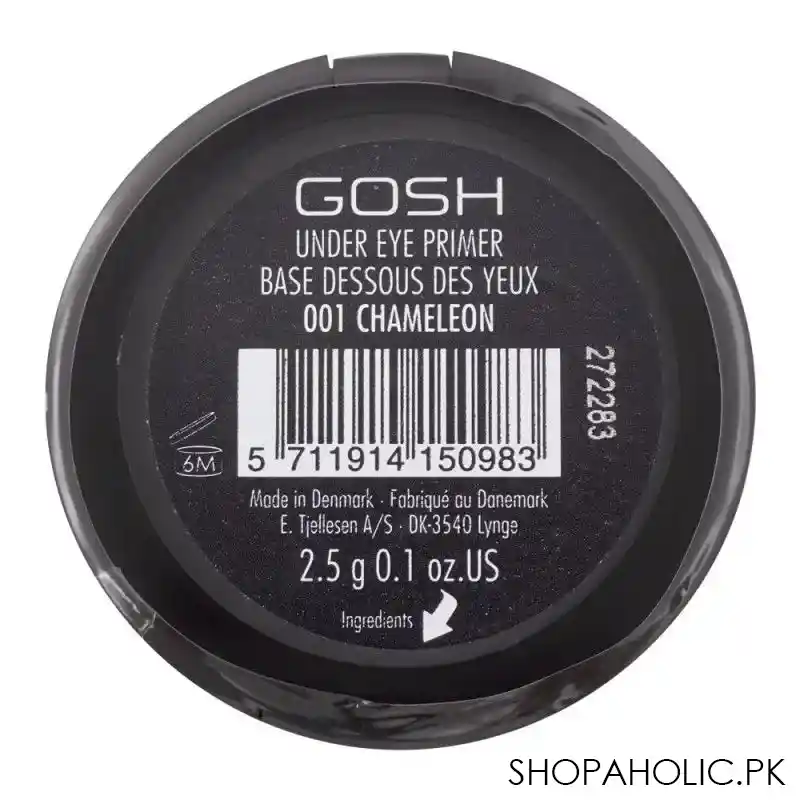 GOSH
UNDER EYE PRIMER
BASE DESSOUS DES YEUX
001 CHAMELEON
272283
6M
5 711914 150983
Made in Denmark · Fabriqué au Danemark
E. Tjellesen A/S · DK-3540 Lynge
2.5 g 0.1 oz.US
Ingredients
SHOPAHOLIC.PK